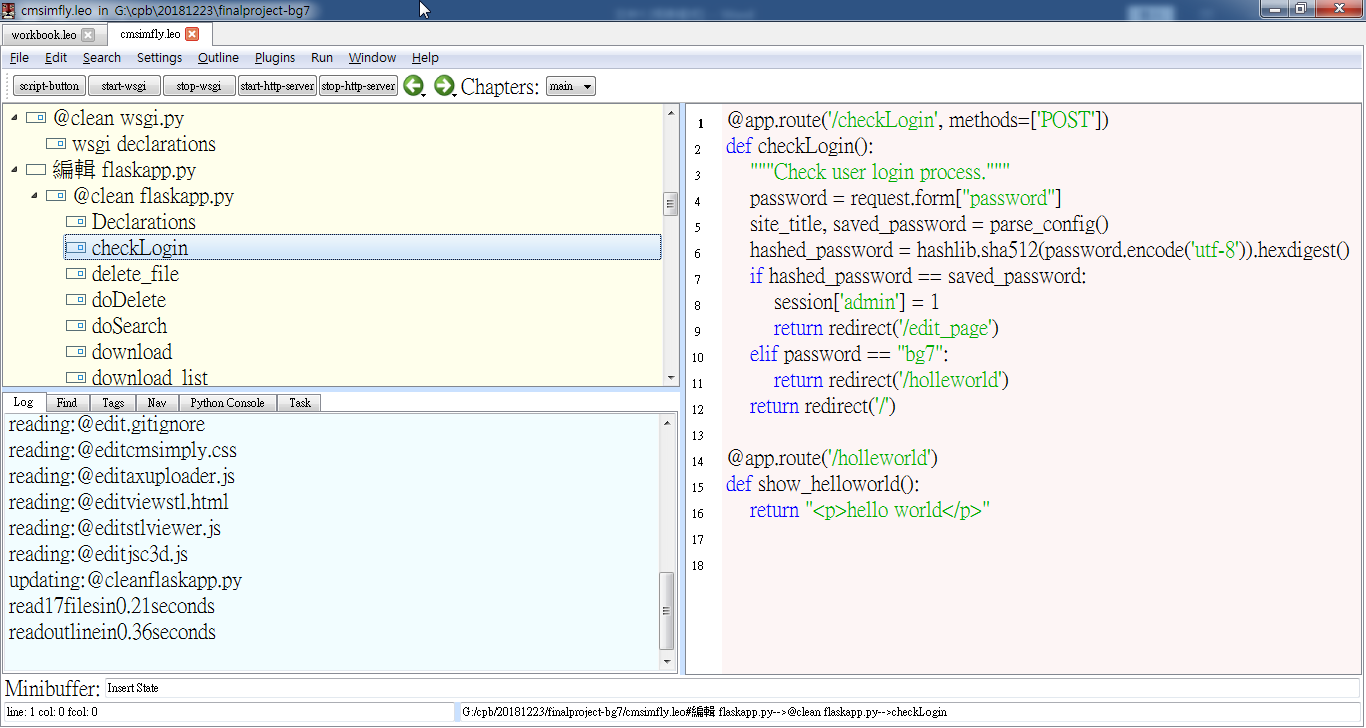 cmsimfly.leo in G:\cpb\20181223\finalproject-bg7
workbook.leo
cmsimfly.leo
File Edit Search Settings Outline Plugins Run Window Help
script-button start-wsgi stop-wsgi start-http-server stop-http-server Chapters: main
@clean wsgi.py
wsgi declarations
編輯 flaskapp.py
@clean flaskapp.py
Declarations
checkLogin
delete_file
doDelete
doSearch
download
download_list
Log Find Tags Nav Python Console Task
reading:@edit.gitignore
reading:@editcmsimply.css
reading:@editaxuploader.js
reading:@editviewstl.html
reading:@editstlviewer.js
reading:@editjsc3d.js
updating:@cleanflaskapp.py
read17filesin0.21seconds
readoutlinein0.36seconds
1 @app.route('/checkLogin', methods=['POST'])
2 def checkLogin():
3 """Check user login process."""
4 password = request.form["password"]
5 site_title, saved_password = parse_config()
6 hashed_password = hashlib.sha512(password.encode('utf-8')).hexdigest()
7 if hashed_password == saved_password:
8 session['admin'] = 1
9 return redirect('/edit_page')
10 elif password == "bg7":
11 return redirect('/holleworld')
12 return redirect('/')
13
14 @app.route('/holleworld')
15 def show_helloworld():
16 return "<p>hello world</p>"
17
18
Minibuffer: Insert State
line: 1 col: 0 fcol: 0
G:/cpb/20181223/finalproject-bg7/cmsimfly.leo#編輯 flaskapp.py-->@clean flaskapp.py-->checkLogin